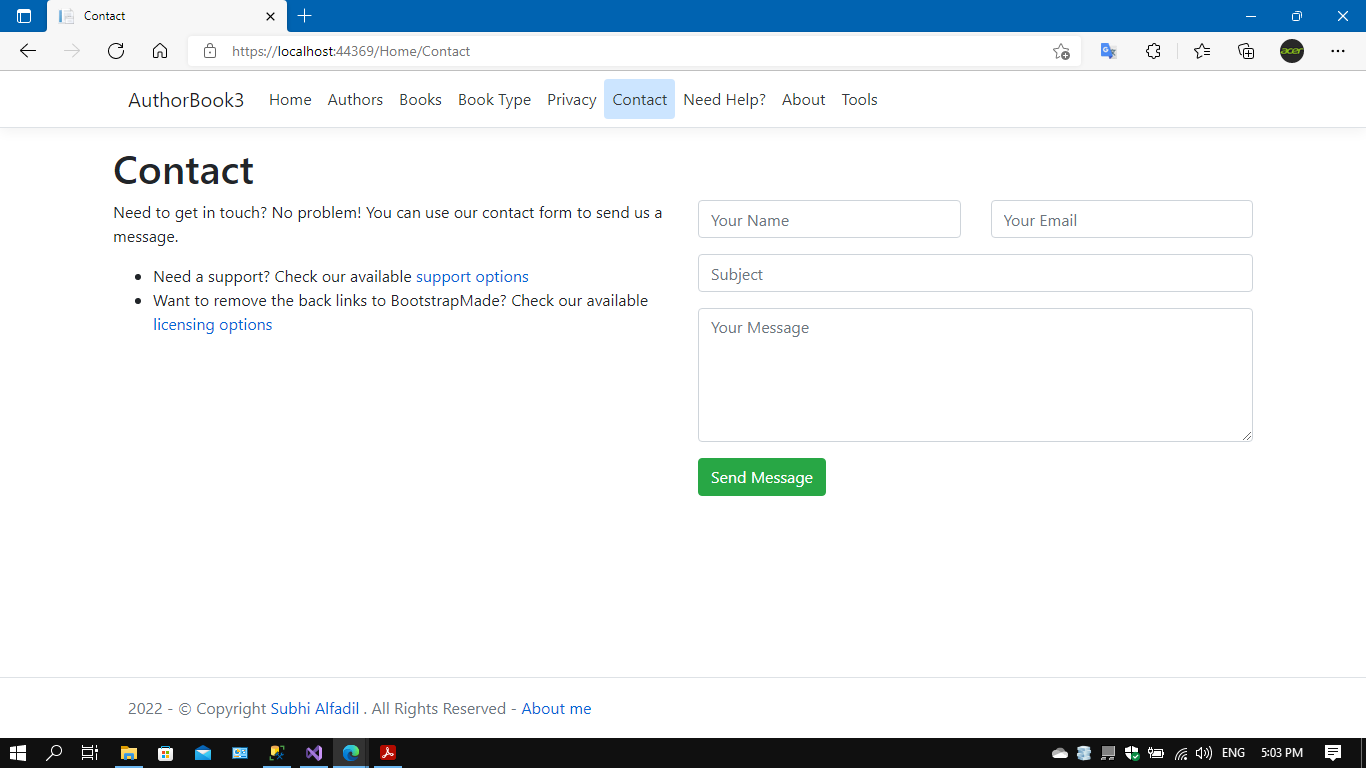 Contact
https://localhost:44369/Home/Contact
acer
AuthorBook3 Home Authors Books Book Type Privacy Contact Need Help? About Tools
Contact
Need to get in touch? No problem! You can use our contact form to send us a
message.
Need a support? Check our available support options
Want to remove the back links to BootstrapMade? Check our available
licensing options
Your Name
Your Email
Subject
Your Message
Send Message
2022 - © Copyright Subhi Alfadil . All Rights Reserved - About me
ENG 5:03 PM